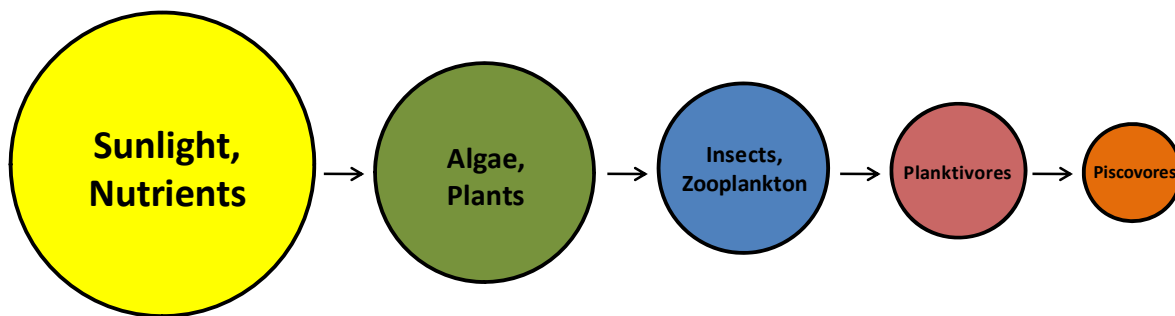 Sunlight,
Nutrients
Algae,
Plants
Insects,
Zooplankton
Planktivores
Piscovores